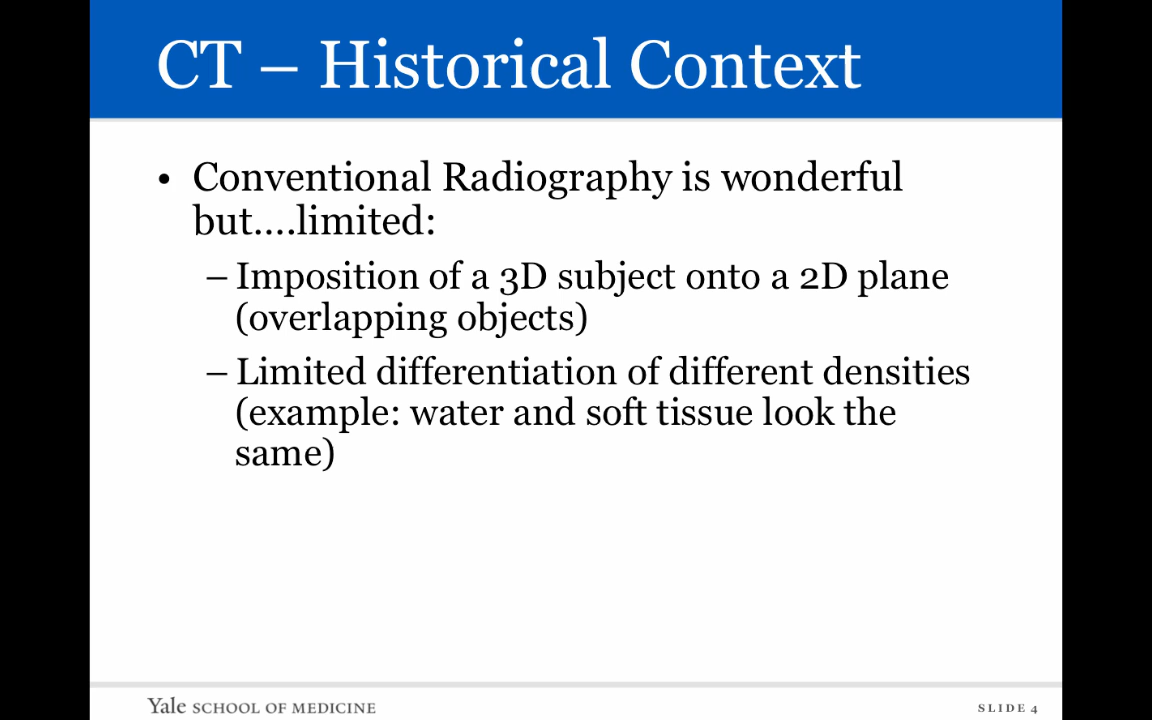 CT – Historical Context
• Conventional Radiography is wonderful
but....limited:
– Imposition of a 3D subject onto a 2D plane
(overlapping objects)
– Limited differentiation of different densities
(example: water and soft tissue look the
same)
Yale SCHOOL OF MEDICINE
SLIDE 4